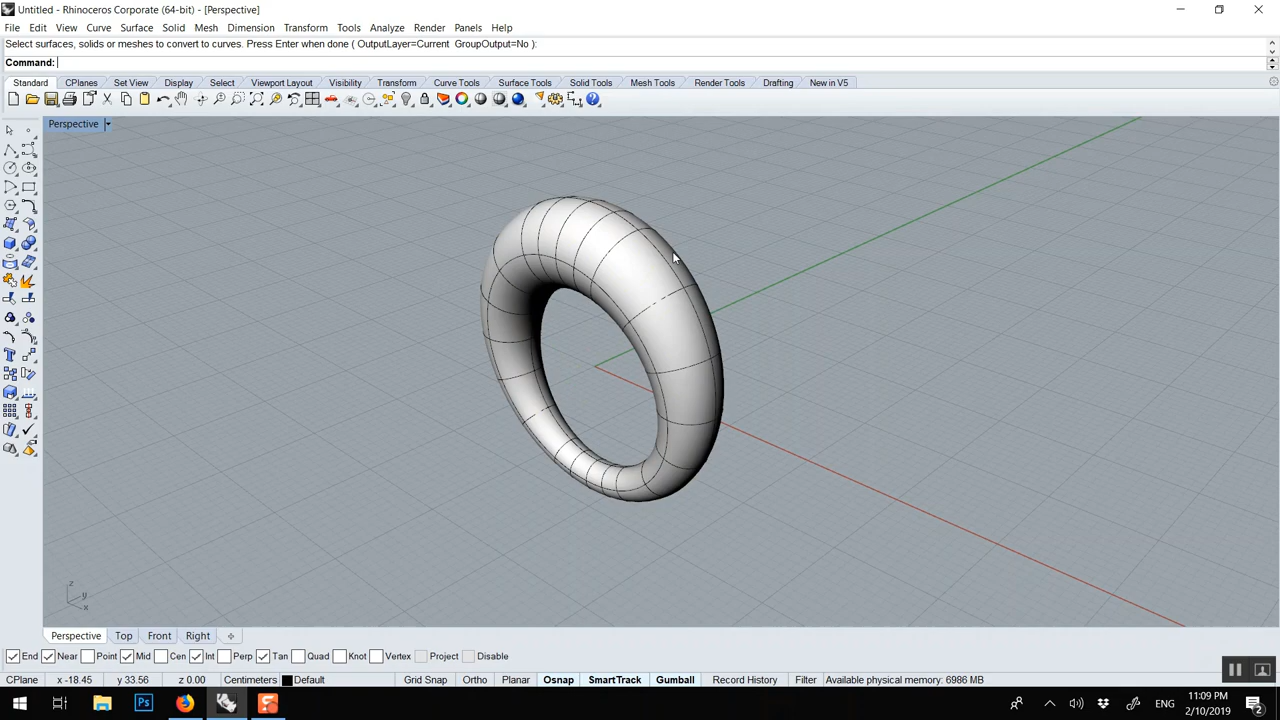 Untitled - Rhinoceros Corporate (64-bit) - [Perspective]
File Edit View Curve Surface Solid Mesh Dimension Transform Tools Analyze Render Panels Help
Select surfaces, solids or meshes to convert to curves. Press Enter when done ( OutputLayer=Current GroupOutput=No ):
Command:
Standard CPlanes Set View Display Select Viewport Layout Visibility Transform Curve Tools Surface Tools Solid Tools Mesh Tools Render Tools Drafting New in V5
Perspective
z
y
x
Perspective Top Front Right
End Near Point Mid Cen Int Perp Tan Quad Knot Vertex Project Disable
CPlane x -18.45 y 33.56 z 0.00 Centimeters Default Grid Snap Ortho Planar Osnap SmartTrack Gumball Record History Filter Available physical memory: 6986 MB
Ps ENG 11:09 PM
2/10/2019 2